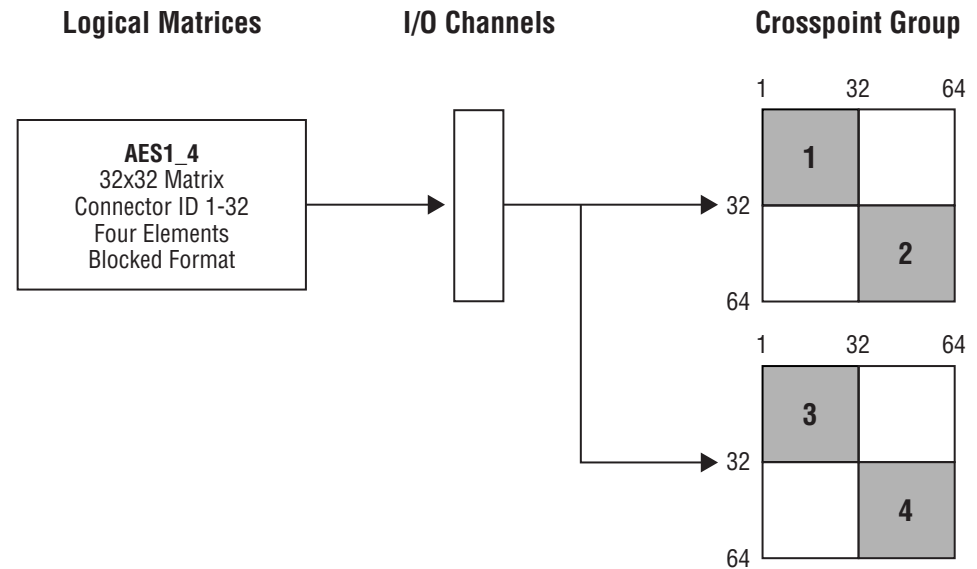 Logical Matrices I/O Channels Crosspoint Group
AES1_4
32x32 Matrix
Connector ID 1-32
Four Elements
Blocked Format
1 32 64
1
32
2
64
1 32 64
3
32
4
64